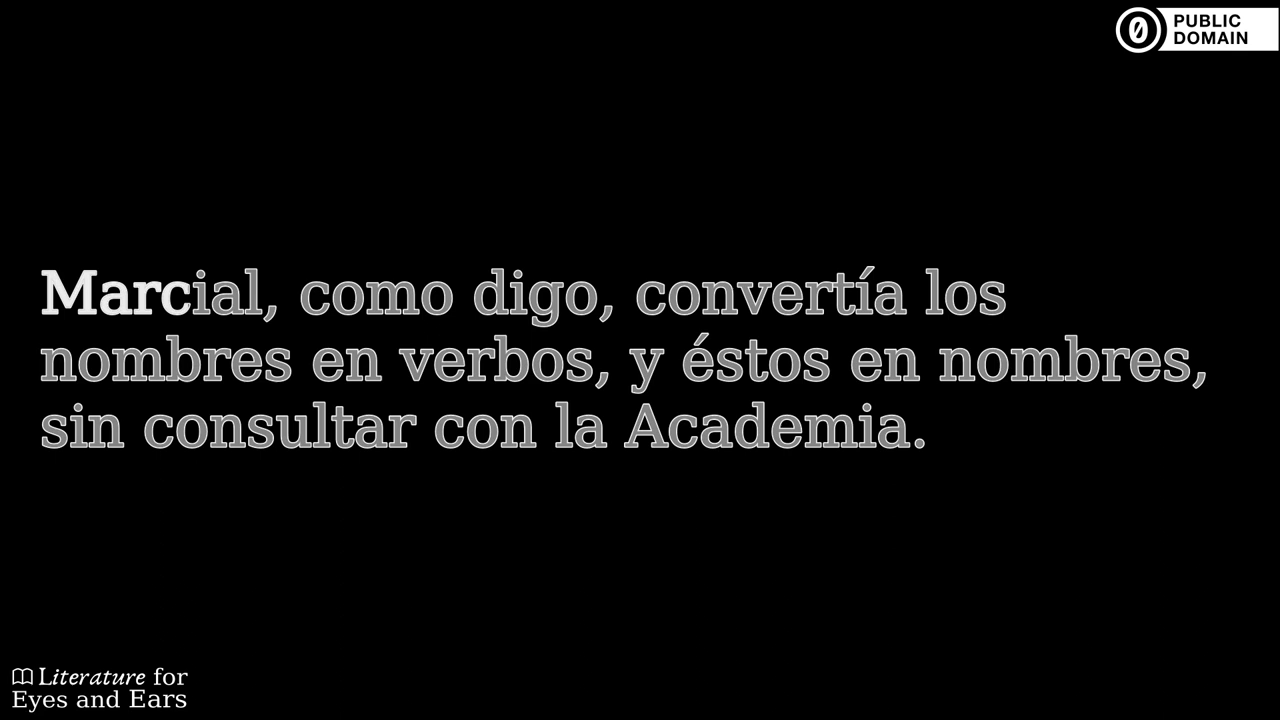 PUBLIC
DOMAIN
Marcial, como digo, convertía los
nombres en verbos, y éstos en nombres,
sin consultar con la Academia.
Literature for
Eyes and Ears